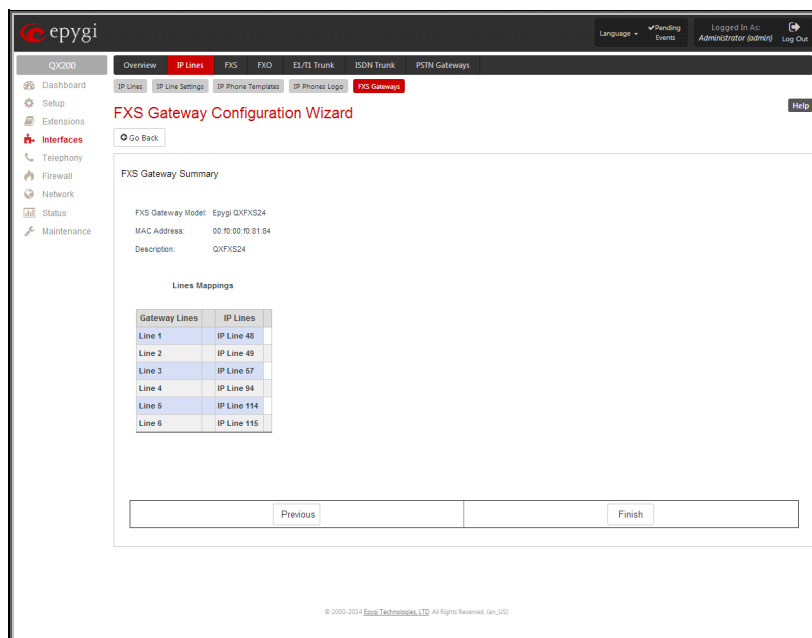 epygi
Language
Pending Events
Logged In As:
Administrator (admin)
Log Out
QX200
Overview IP Lines FXS FXO E1/T1 Trunk ISDN Trunk PSTN Gateways
Dashboard
Setup
Extensions
Interfaces
Telephony
Firewall
Network
Status
Maintenance
IP Lines IP Line Settings IP Phone Templates IP Phones Logo FXS Gateways
FXS Gateway Configuration Wizard
Help
Go Back
FXS Gateway Summary
FXS Gateway Model: Epygi QXFXS24
MAC Address: 00:f0:00:f0:81:84
Description: QXFXS24
Lines Mappings
Gateway Lines IP Lines
Line 1 IP Line 48
Line 2 IP Line 49
Line 3 IP Line 57
Line 4 IP Line 94
Line 5 IP Line 114
Line 6 IP Line 115
Previous Finish
© 2000-2014 Epygi Technologies, LTD. All Rights Reserved. (en_US)